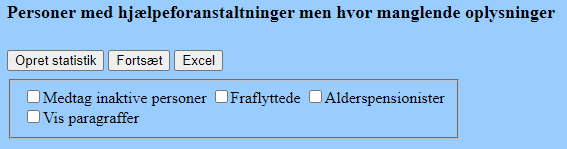 Personer med hjælpeforanstaltninger men hvor manglende oplysninger
Opret statistik Fortsæt Excel
Medtag inaktive personer Fraflyttede Alderspensionister
Vis paragraffer